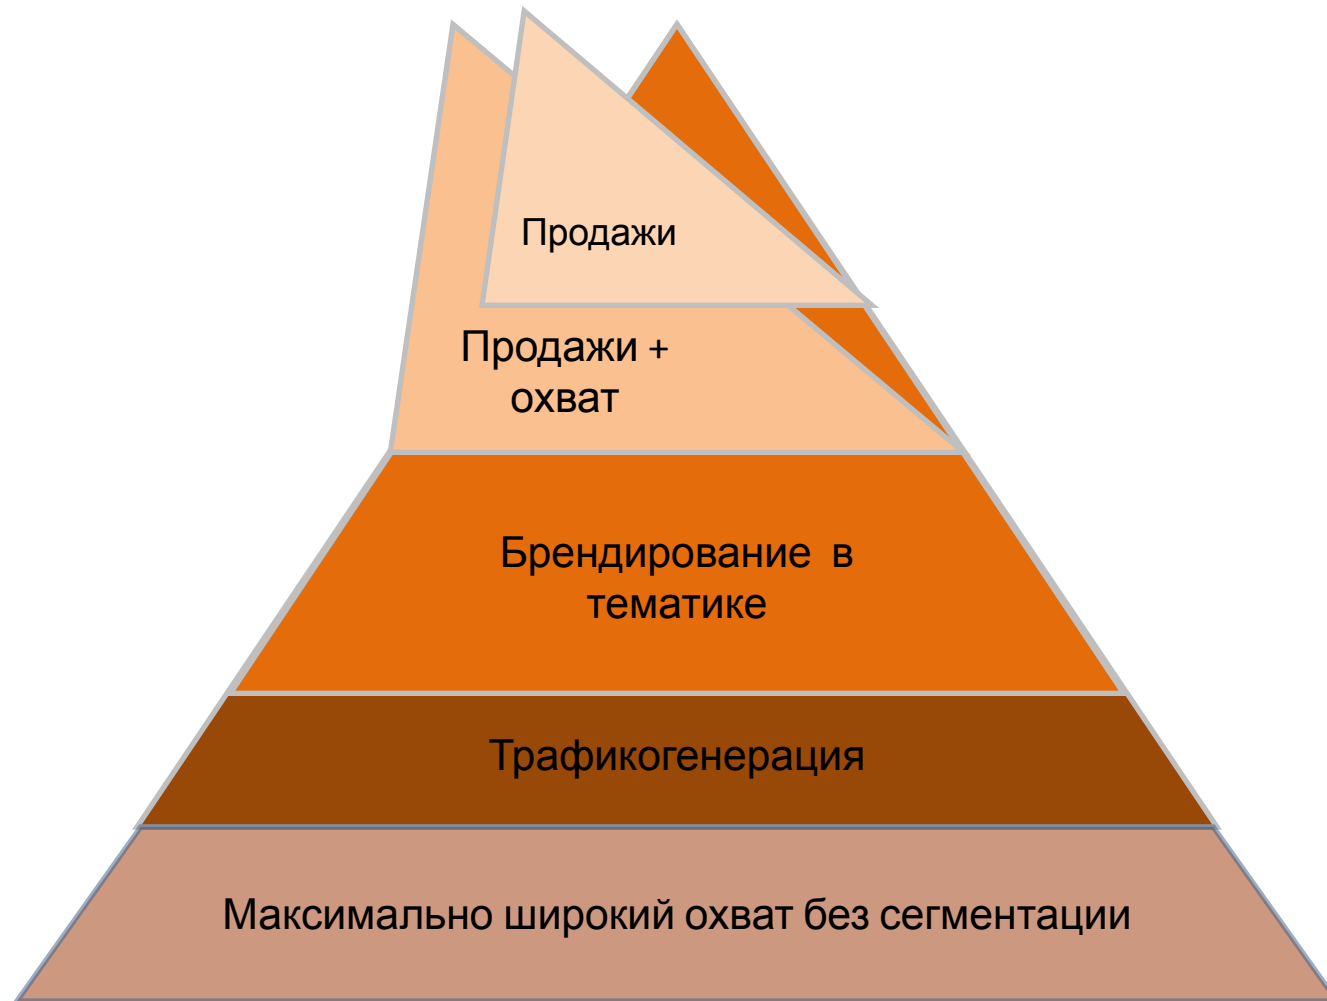 Продажи
Продажи +
охват
Брендирование в
тематике
Трафикогенерация
Максимально широкий охват без сегментации